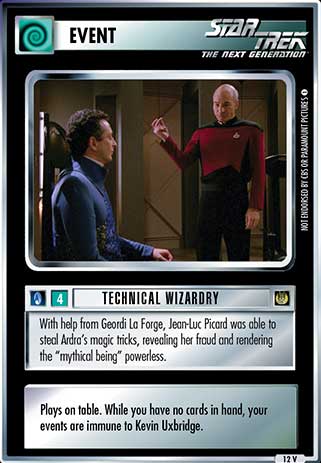 EVENT
STAR TREK
THE NEXT GENERATION
NOT ENDORSED BY CBS OR PARAMOUNT PICTURES
4
TECHNICAL WIZARDRY
With help from Geordi La Forge, Jean-Luc Picard was able to
steal Ardra's magic tricks, revealing her fraud and rendering
the “mythical being” powerless.
Plays on table. While you have no cards in hand, your
events are immune to Kevin Uxbridge.
12 V